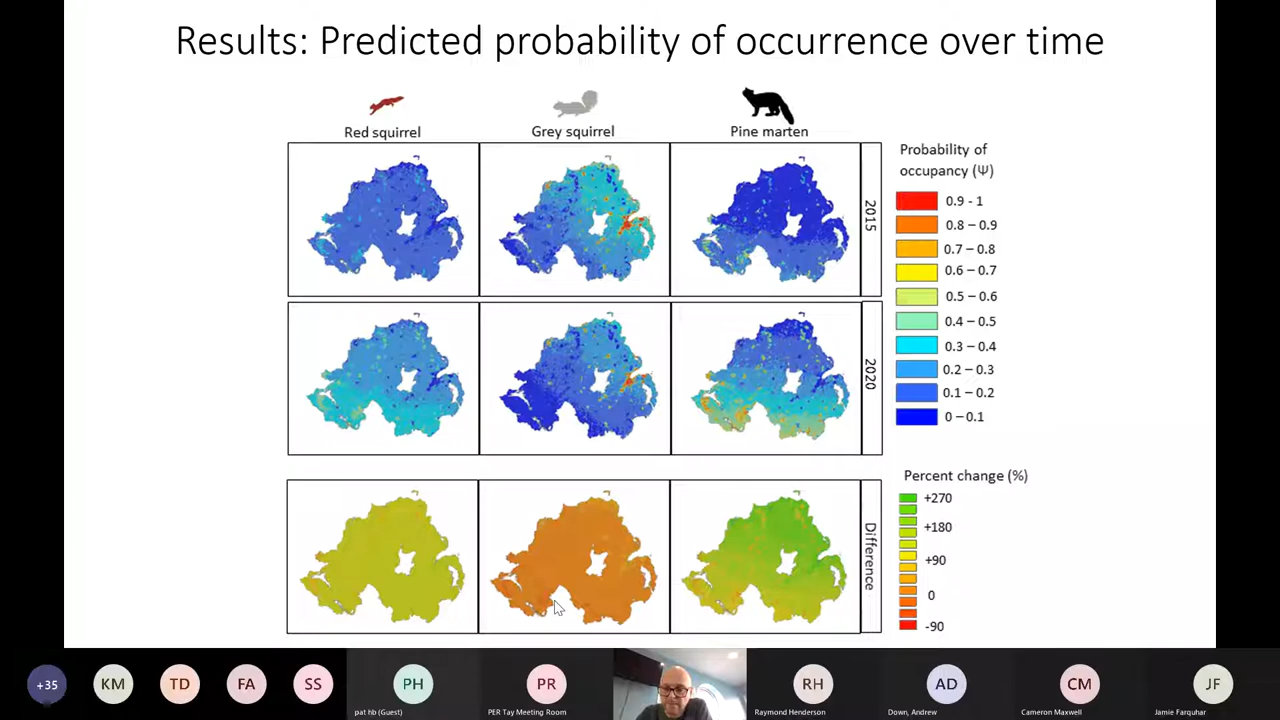 Results: Predicted probability of occurrence over time
Red squirrel
Grey squirrel
Pine marten
2015
2020
Difference
Probability of
occupancy (Ψ)
0.9 - 1
0.8 – 0.9
0.7 – 0.8
0.6 – 0.7
0.5 – 0.6
0.4 – 0.5
0.3 – 0.4
0.2 – 0.3
0.1 – 0.2
0 – 0.1
Percent change (%)
+270
+180
+90
0
-90
+35
KM
TD
FA
SS
PH
pat hb (Guest)
PR
PER Tay Meeting Room
RH
Raymond Henderson
AD
Down, Andrew
CM
Cameron Maxwell
JF
Jamie Farquhar